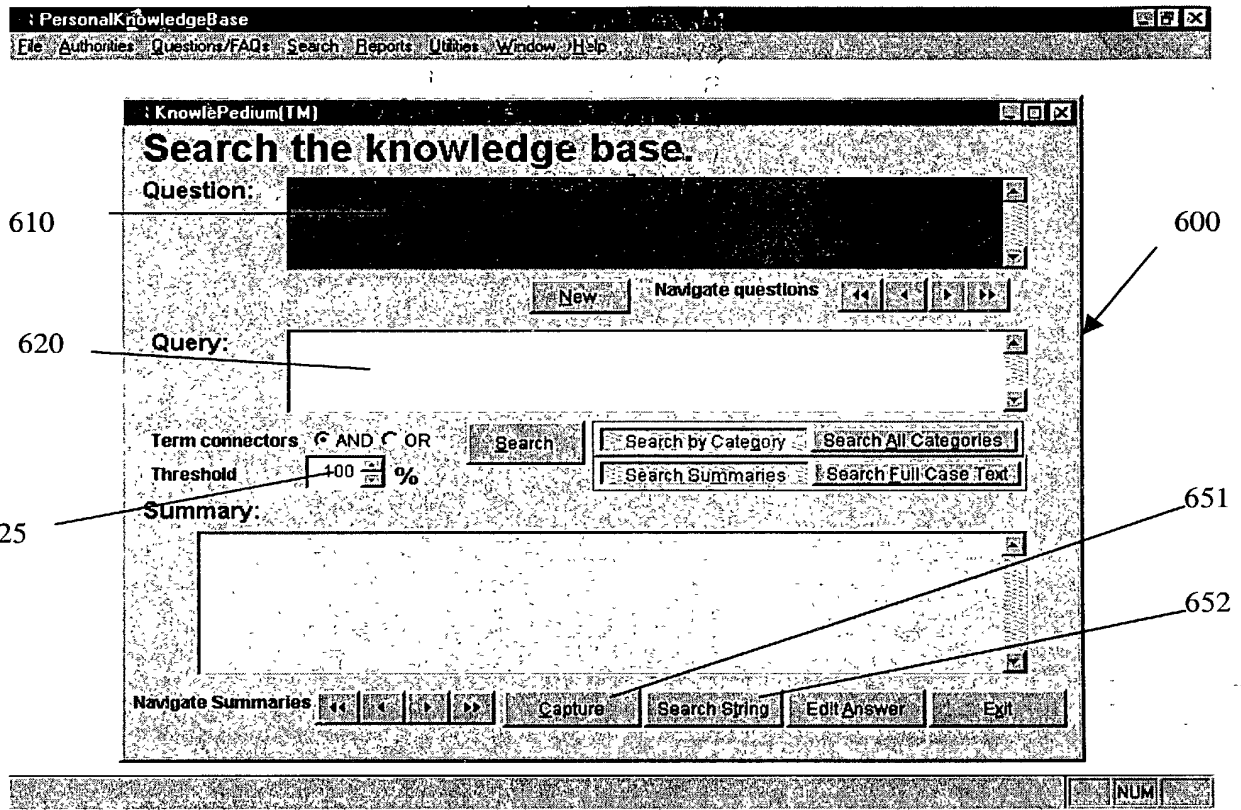 PersonalKnowledgeBase
File Authorities Questions/FAQs Search Reports Utilities Window Help
KnowlePedium(TM)
Search the knowledge base.
Question:
610
600
New Navigate questions
Query:
620
Term connectors AND OR Search Search by Category Search All Categories
Threshold 100 % Search Summaries Search Full Case Text
651
25
Summary:
652
Navigate Summaries Capture Search String Edit Answer Exit
NUM